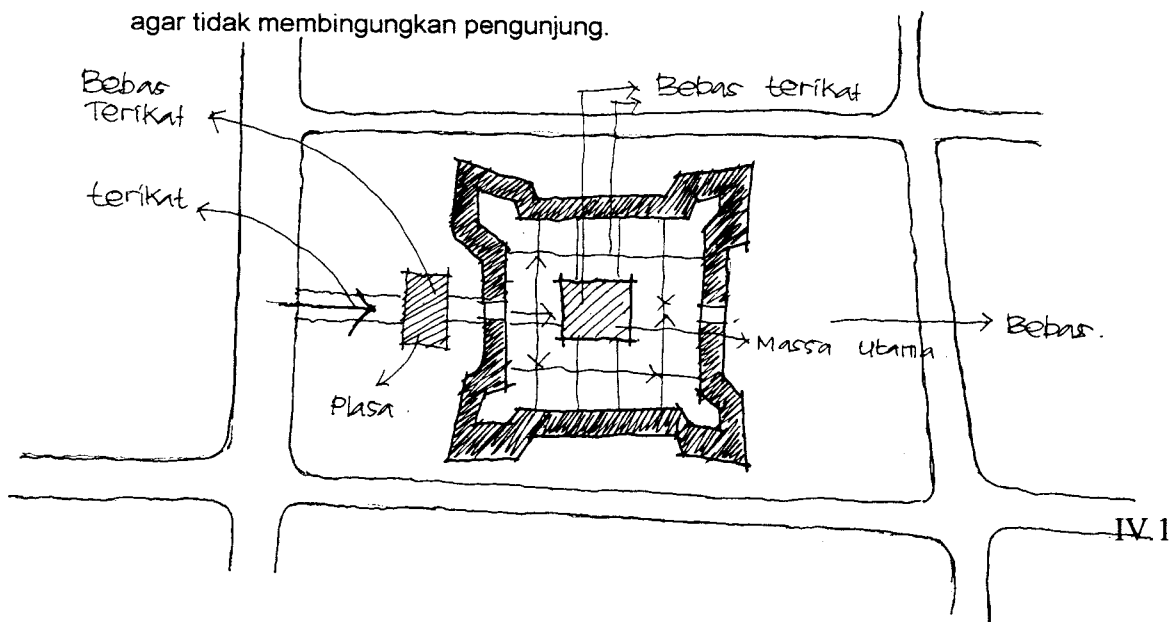 agar tidak membingungkan pengunjung.
Bebas
Terikat
Bebas terikat
terikat
Bebas.
Massa Utama
Plasa.
IV.1